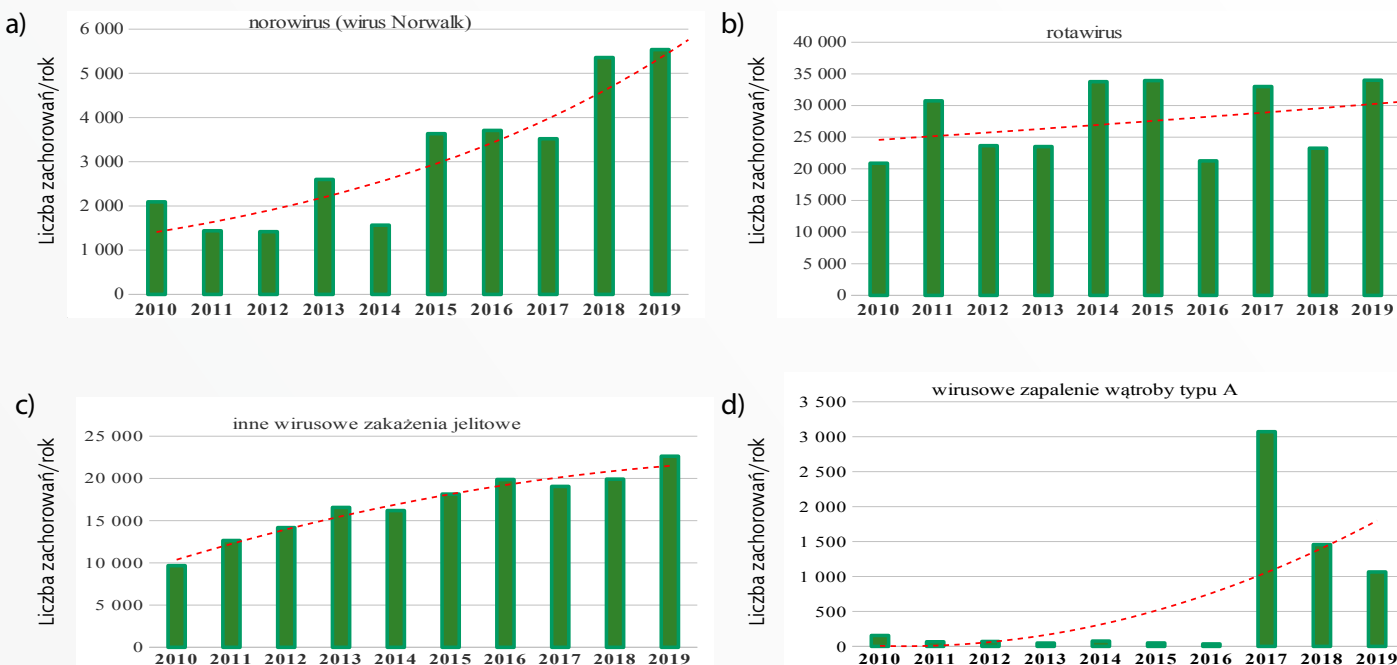 a)
norowirus (wirus Norwalk)
Liczba zachorowań/rok
6 000
5 000
4 000
3 000
2 000
1 000
0
2010 2011 2012 2013 2014 2015 2016 2017 2018 2019
b)
rotawirus
Liczba zachorowań/rok
40 000
35 000
30 000
25 000
20 000
15 000
10 000
5 000
0
2010 2011 2012 2013 2014 2015 2016 2017 2018 2019
c)
inne wirusowe zakażenia jelitowe
Liczba zachorowań/rok
25 000
20 000
15 000
10 000
5 000
0
2010 2011 2012 2013 2014 2015 2016 2017 2018 2019
d)
wirusowe zapalenie wątroby typu A
Liczba zachorowań/rok
3 500
3 000
2 500
2 000
1 500
1 000
500
0
2010 2011 2012 2013 2014 2015 2016 2017 2018 2019